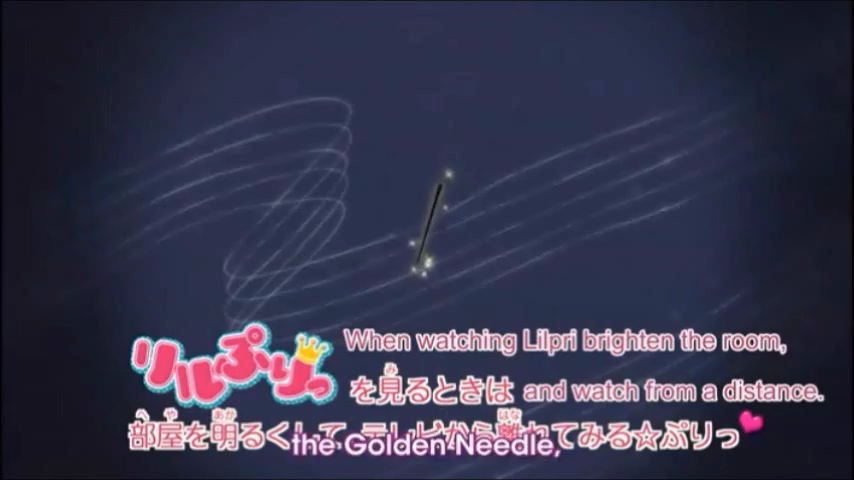 When watching Lilpri brighten the room,
リルぷりっ を見るときは and watch from a distance.
部屋を明るくして、テレビから離れてみる☆ぷりっ
the Golden Needle,